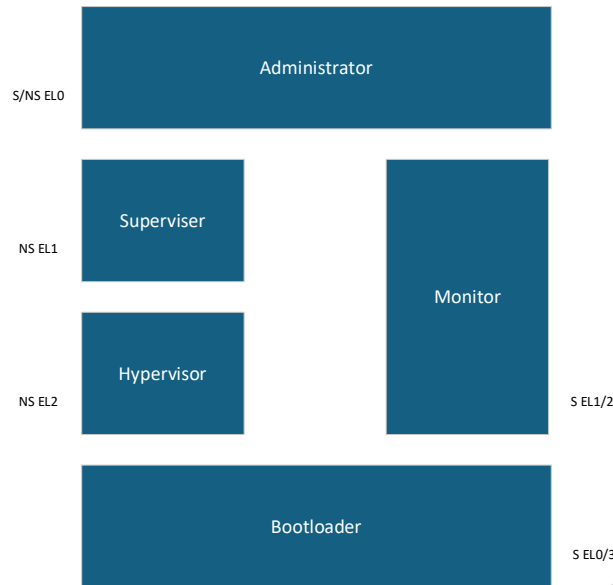 Administrator
S/NS EL0
Superviser
NS EL1
Monitor
Hypervisor
NS EL2
S EL1/2
Bootloader
S EL0/3